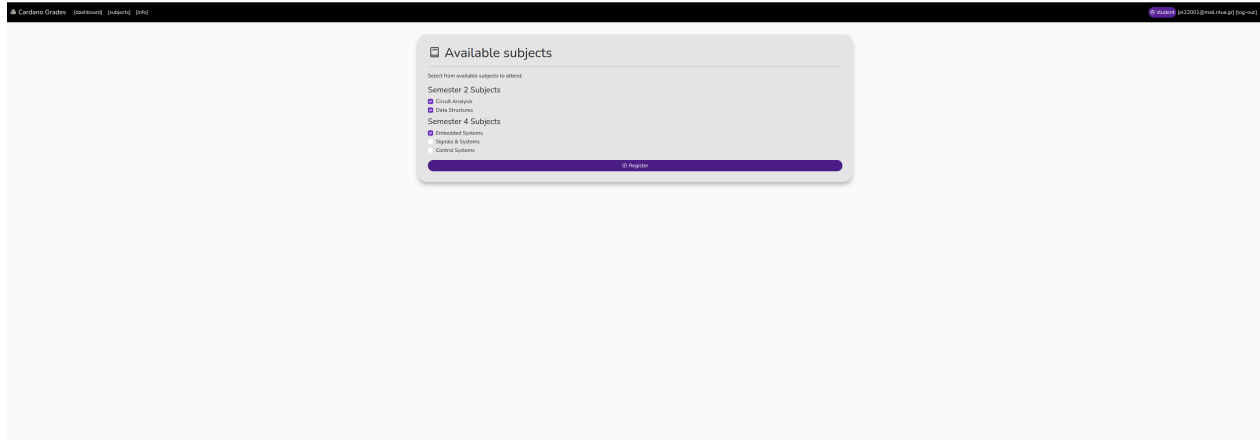 Cardano Grades [dashboard] [subjects] [info] student [el22001@mail.ntua.gr] [log-out]
Available subjects
Select from available subjects to attend:
Semester 2 Subjects
Circuit Analysis
Data Structures
Semester 4 Subjects
Embedded Systems
Signals & Systems
Control Systems
Register